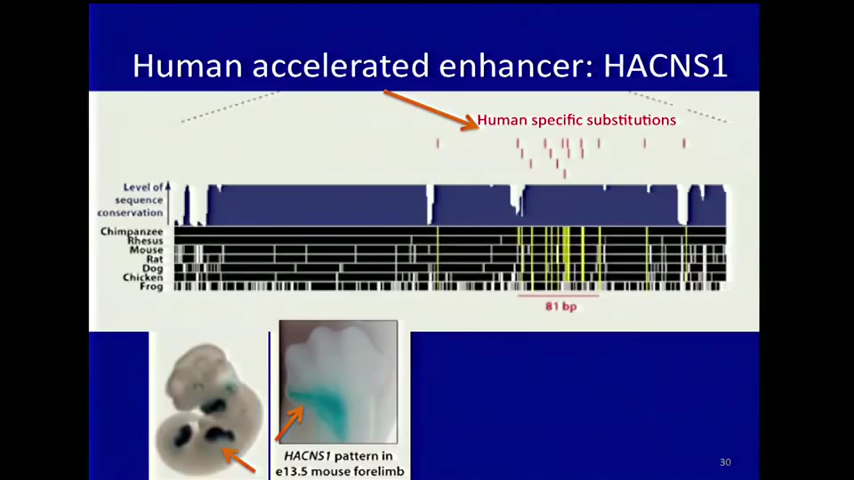 Human accelerated enhancer: HACNS1
Human specific substitutions
Level of
sequence
conservation
Chimpanzee
Rhesus
Mouse
Rat
Dog
Chicken
Frog
81 bp
HACNS1 pattern in
e13.5 mouse forelimb
30